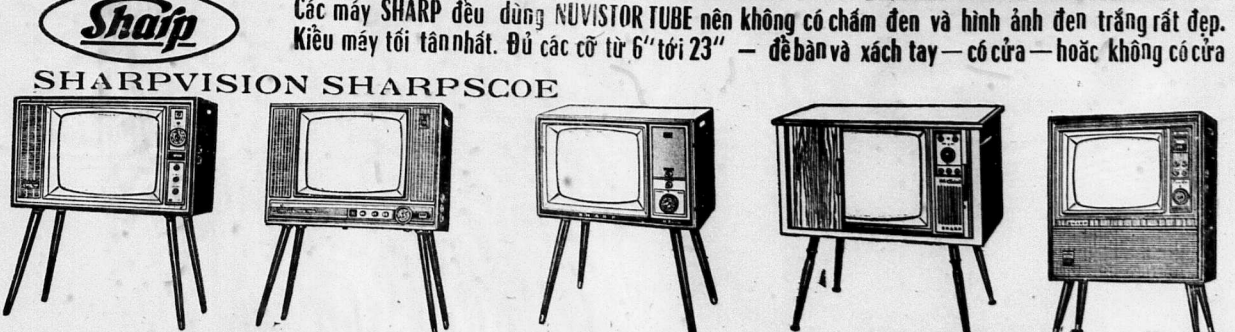 Sharp
Các máy SHARP đều dùng NUVISTOR TUBE nên không có chấm đen và hình ảnh đen trắng rất đẹp.
Kiểu máy tối tân nhất. Đủ các cỡ từ 6" tới 23" — để bàn và xách tay — có cửa — hoặc không có cửa
SHARPVISION SHARPSCOE
SHARP